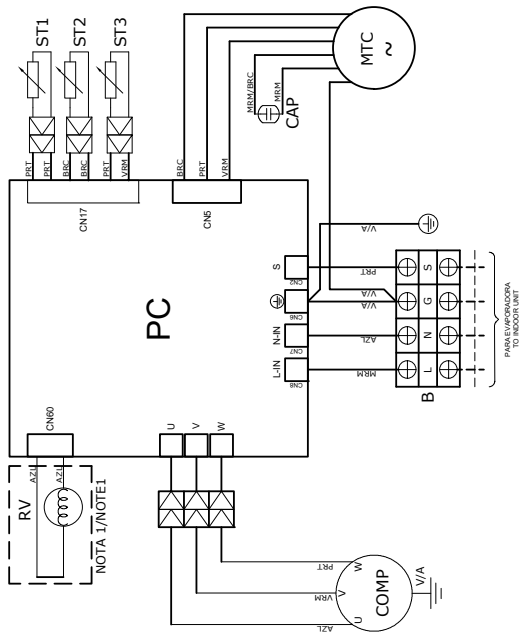 ST1
ST2
ST3
PRT
PRT
BRC
BRC
PRT
VRM
CN17
BRC
PRT
VRM
CN5
MRM/BRC
MRM
CAP
MTC
~
PC
S
CN2
CN6
N-IN
CN7
L-IN
CN8
V/A
PRT
V/A
V/A
AZL
MRM
S
G
N
L
B
PARA EVAPORADORA
TO INDOOR UNIT
CN60
AZL
AZL
RV
NOTA 1/NOTE1
U
V
W
PRT
VRM
AZL
W
V
U
COMP
V/A